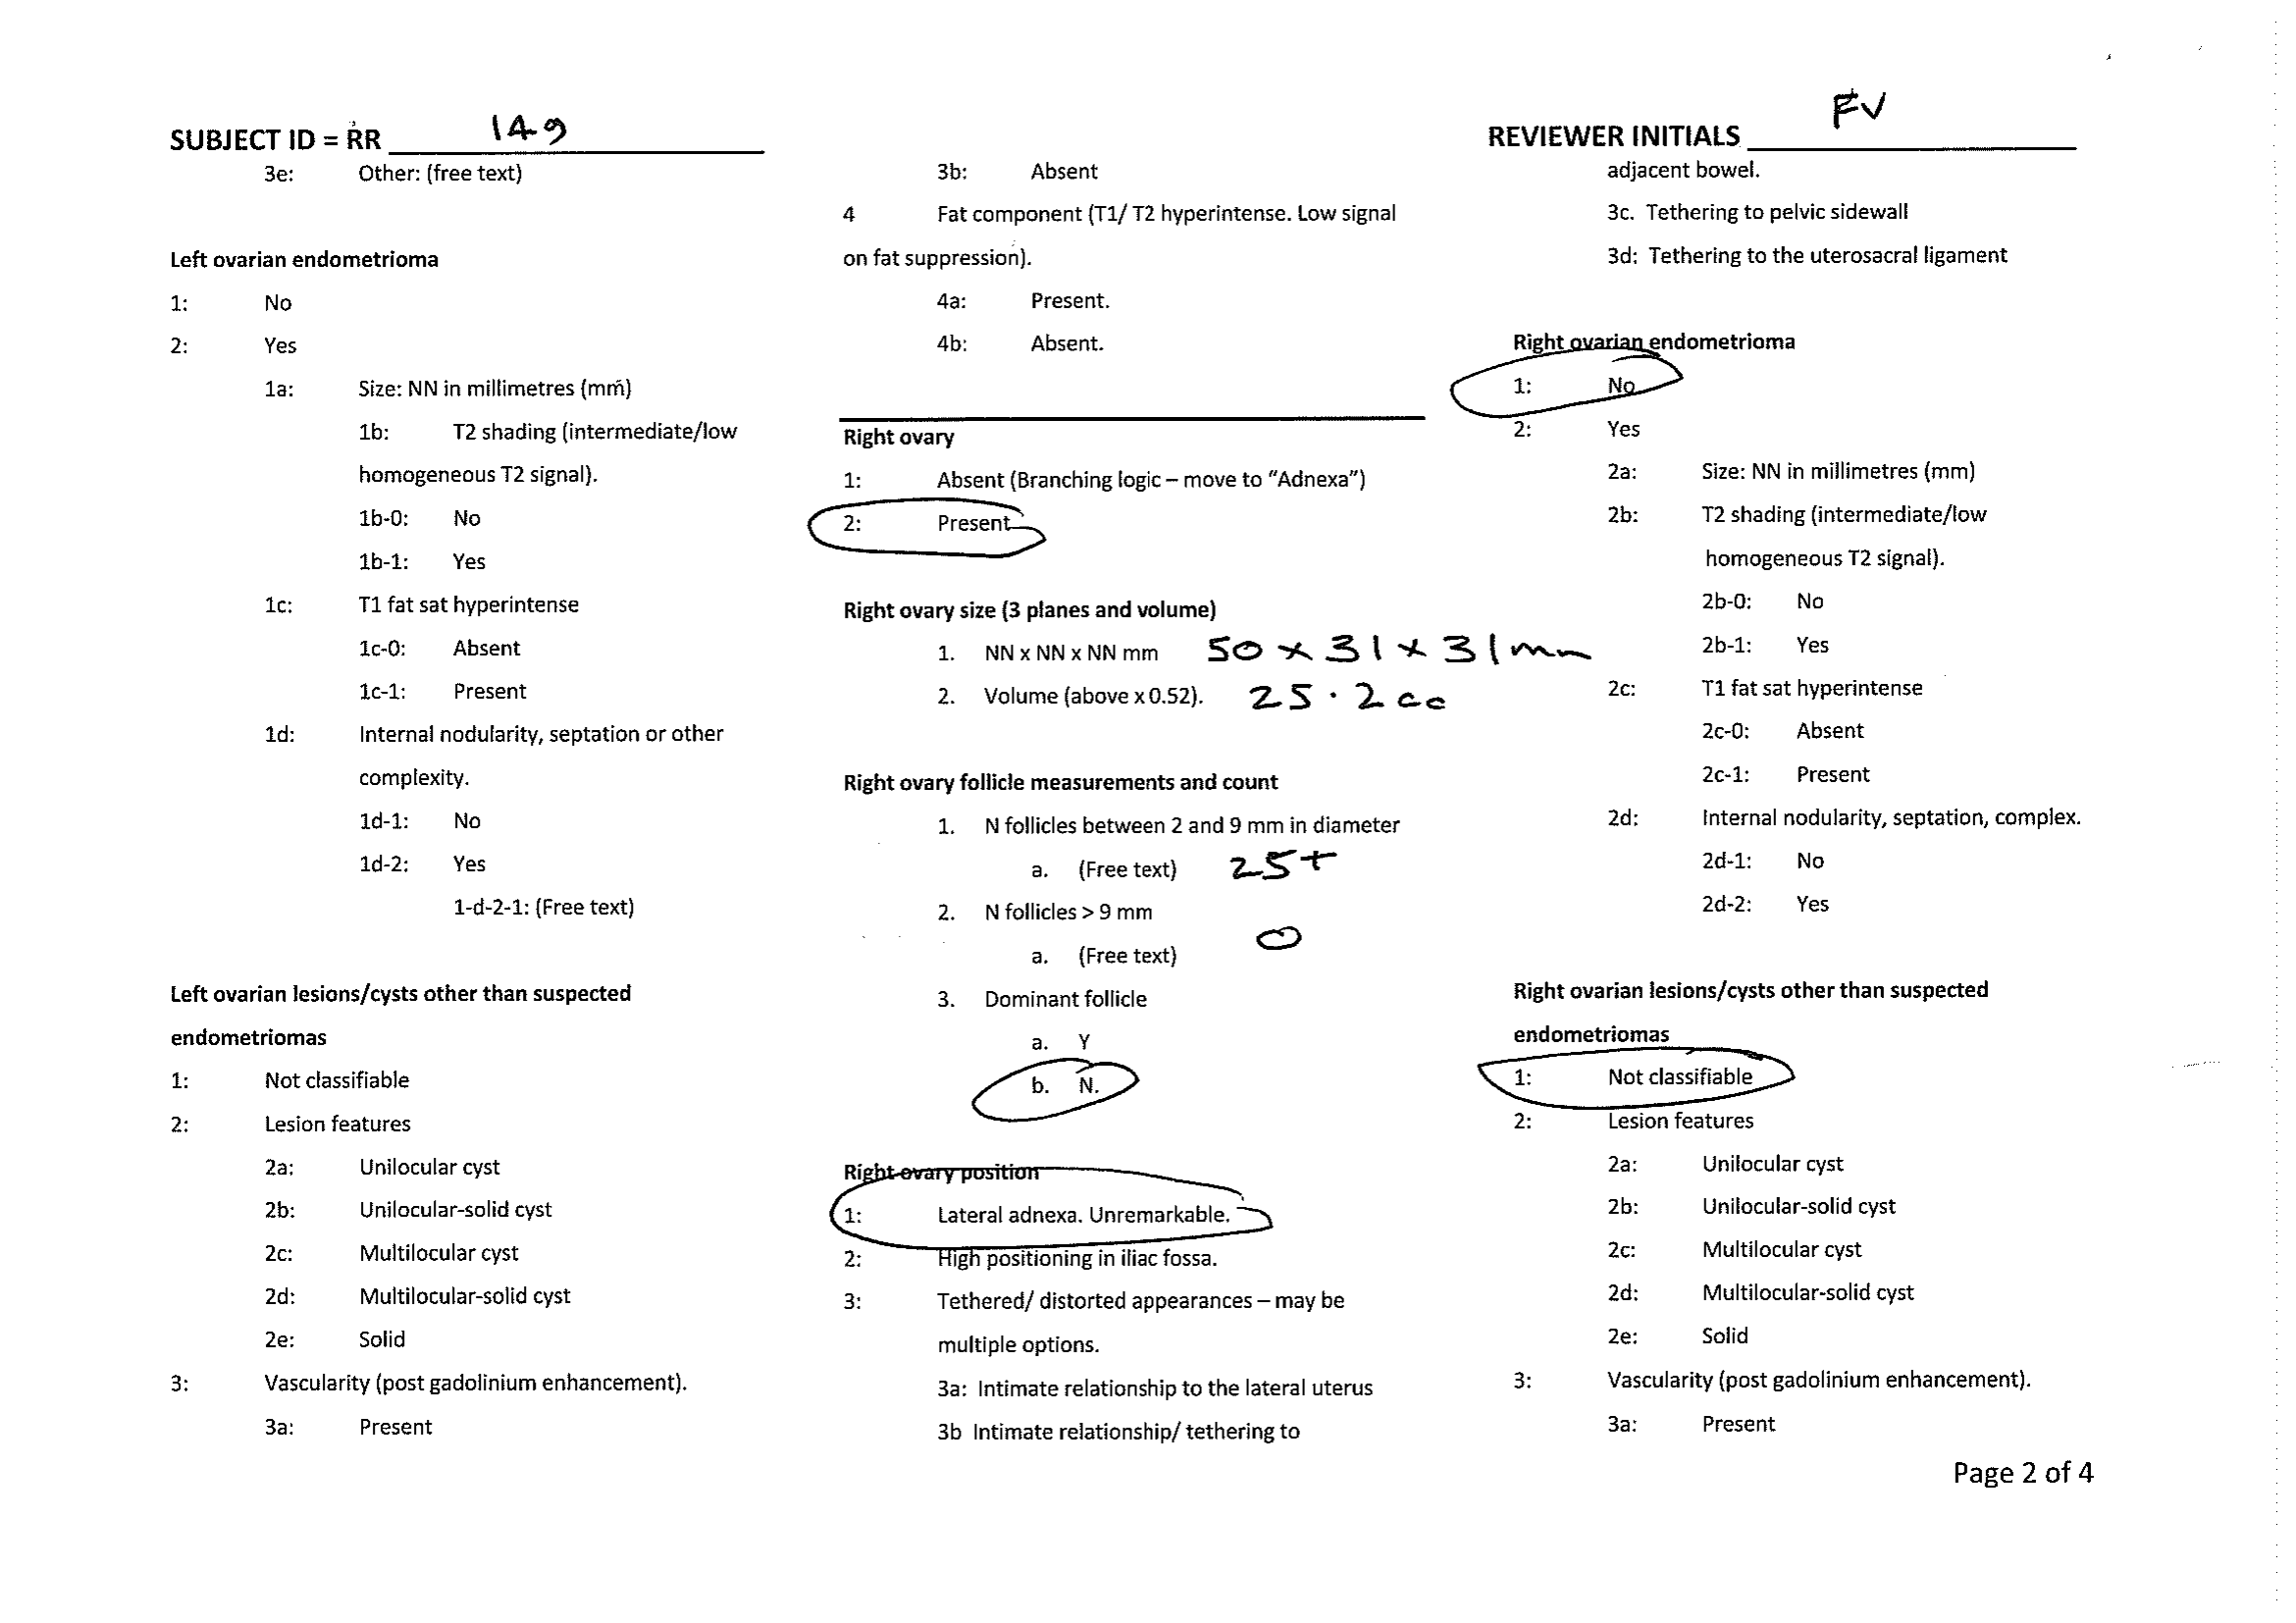 SUBJECT ID = RR 149
REVIEWER INITIALS FV
3e: Other: (free text)
Left ovarian endometrioma
1: No
2: Yes
1a: Size: NN in millimetres (mm)
1b: T2 shading (intermediate/low
homogeneous T2 signal).
1b-0: No
1b-1: Yes
1c: T1 fat sat hyperintense
1c-0: Absent
1c-1: Present
1d: Internal nodularity, septation or other
complexity.
1d-1: No
1d-2: Yes
1-d-2-1: (Free text)
Left ovarian lesions/cysts other than suspected
endometriomas
1: Not classifiable
2: Lesion features
2a: Unilocular cyst
2b: Unilocular-solid cyst
2c: Multilocular cyst
2d: Multilocular-solid cyst
2e: Solid
3: Vascularity (post gadolinium enhancement).
3a: Present
3b: Absent
4 Fat component (T1/ T2 hyperintense. Low signal
on fat suppression).
4a: Present.
4b: Absent.
Right ovary
1: Absent (Branching logic – move to “Adnexa”)
2: Present
Right ovary size (3 planes and volume)
1. NN x NN x NN mm 50 x 31 x 31mm
2. Volume (above x 0.52). 25.2 cc
Right ovary follicle measurements and count
1. N follicles between 2 and 9 mm in diameter
a. (Free text) 25+
2. N follicles > 9 mm
a. (Free text) 0
3. Dominant follicle
a. Y
b. N.
Right ovary position
1: Lateral adnexa. Unremarkable.
2: High positioning in iliac fossa.
3: Tethered/ distorted appearances – may be
multiple options.
3a: Intimate relationship to the lateral uterus
3b Intimate relationship/ tethering to
adjacent bowel.
3c. Tethering to pelvic sidewall
3d: Tethering to the uterosacral ligament
Right ovarian endometrioma
1: No
2: Yes
2a: Size: NN in millimetres (mm)
2b: T2 shading (intermediate/low
homogeneous T2 signal).
2b-0: No
2b-1: Yes
2c: T1 fat sat hyperintense
2c-0: Absent
2c-1: Present
2d: Internal nodularity, septation, complex.
2d-1: No
2d-2: Yes
Right ovarian lesions/cysts other than suspected
endometriomas
1: Not classifiable
2: Lesion features
2a: Unilocular cyst
2b: Unilocular-solid cyst
2c: Multilocular cyst
2d: Multilocular-solid cyst
2e: Solid
3: Vascularity (post gadolinium enhancement).
3a: Present
Page 2 of 4